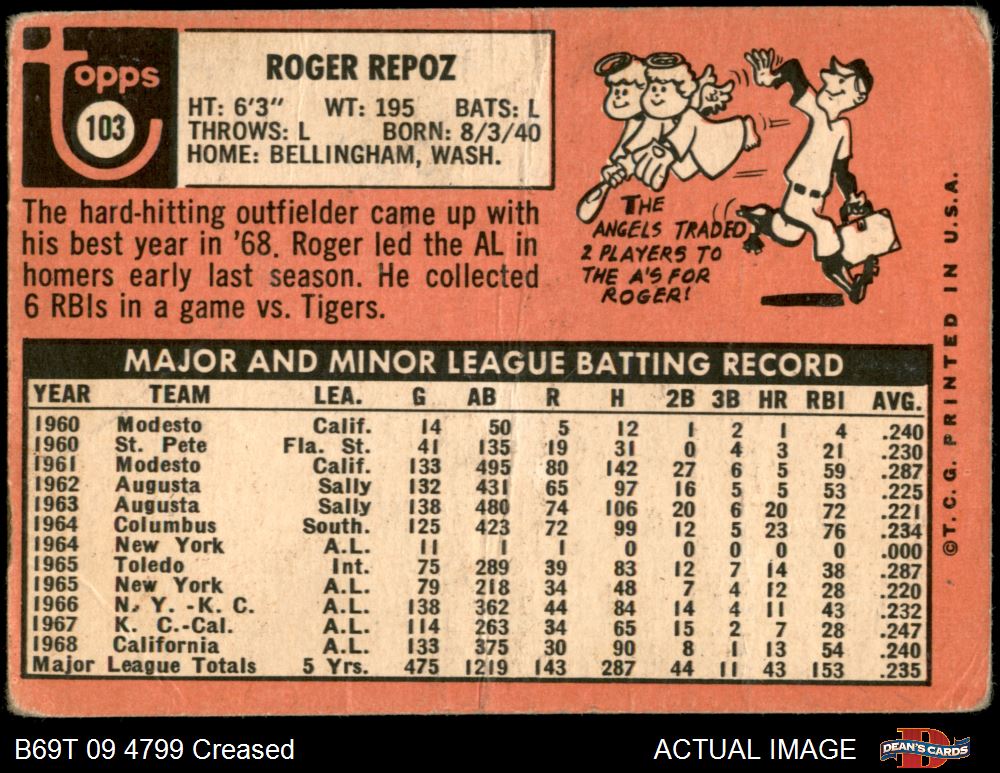 Topps
103
ROGER REPOZ
HT: 6'3" WT: 195 BATS: L
THROWS: L BORN: 8/3/40
HOME: BELLINGHAM, WASH.
The hard-hitting outfielder came up with
his best year in '68. Roger led the AL in
homers early last season. He collected
6 RBIs in a game vs. Tigers.
THE
ANGELS TRADED
2 PLAYERS TO
THE A'S FOR
ROGER!
©T. C. G. PRINTED IN U.S.A.
MAJOR AND MINOR LEAGUE BATTING RECORD
YEAR TEAM LEA. G AB R H 2B 3B HR RBI AVG.
1960 Modesto Calif. 14 50 5 12 1 2 1 4 .240
1960 St. Pete Fla. St. 41 135 19 31 0 4 3 21 .230
1961 Modesto Calif. 133 495 80 142 27 6 5 59 .287
1962 Augusta Sally 132 431 65 97 16 5 5 53 .225
1963 Augusta Sally 138 480 74 106 20 6 20 72 .221
1964 Columbus South. 125 423 72 99 12 5 23 76 .234
1964 New York A.L. 11 1 1 0 0 0 0 0 .000
1965 Toledo Int. 75 289 39 83 12 7 14 38 .287
1965 New York A.L. 79 218 34 48 7 4 12 28 .220
1966 N. Y. -K. C. A.L. 138 362 44 84 14 4 11 43 .232
1967 K. C.-Cal. A.L. 114 263 34 65 15 2 7 28 .247
1968 California A.L. 133 375 30 90 8 1 13 54 .240
Major League Totals 5 Yrs. 475 1219 143 287 44 11 43 153 .235
B69T 09 4799 Creased
ACTUAL IMAGE
DEAN'S CARDS